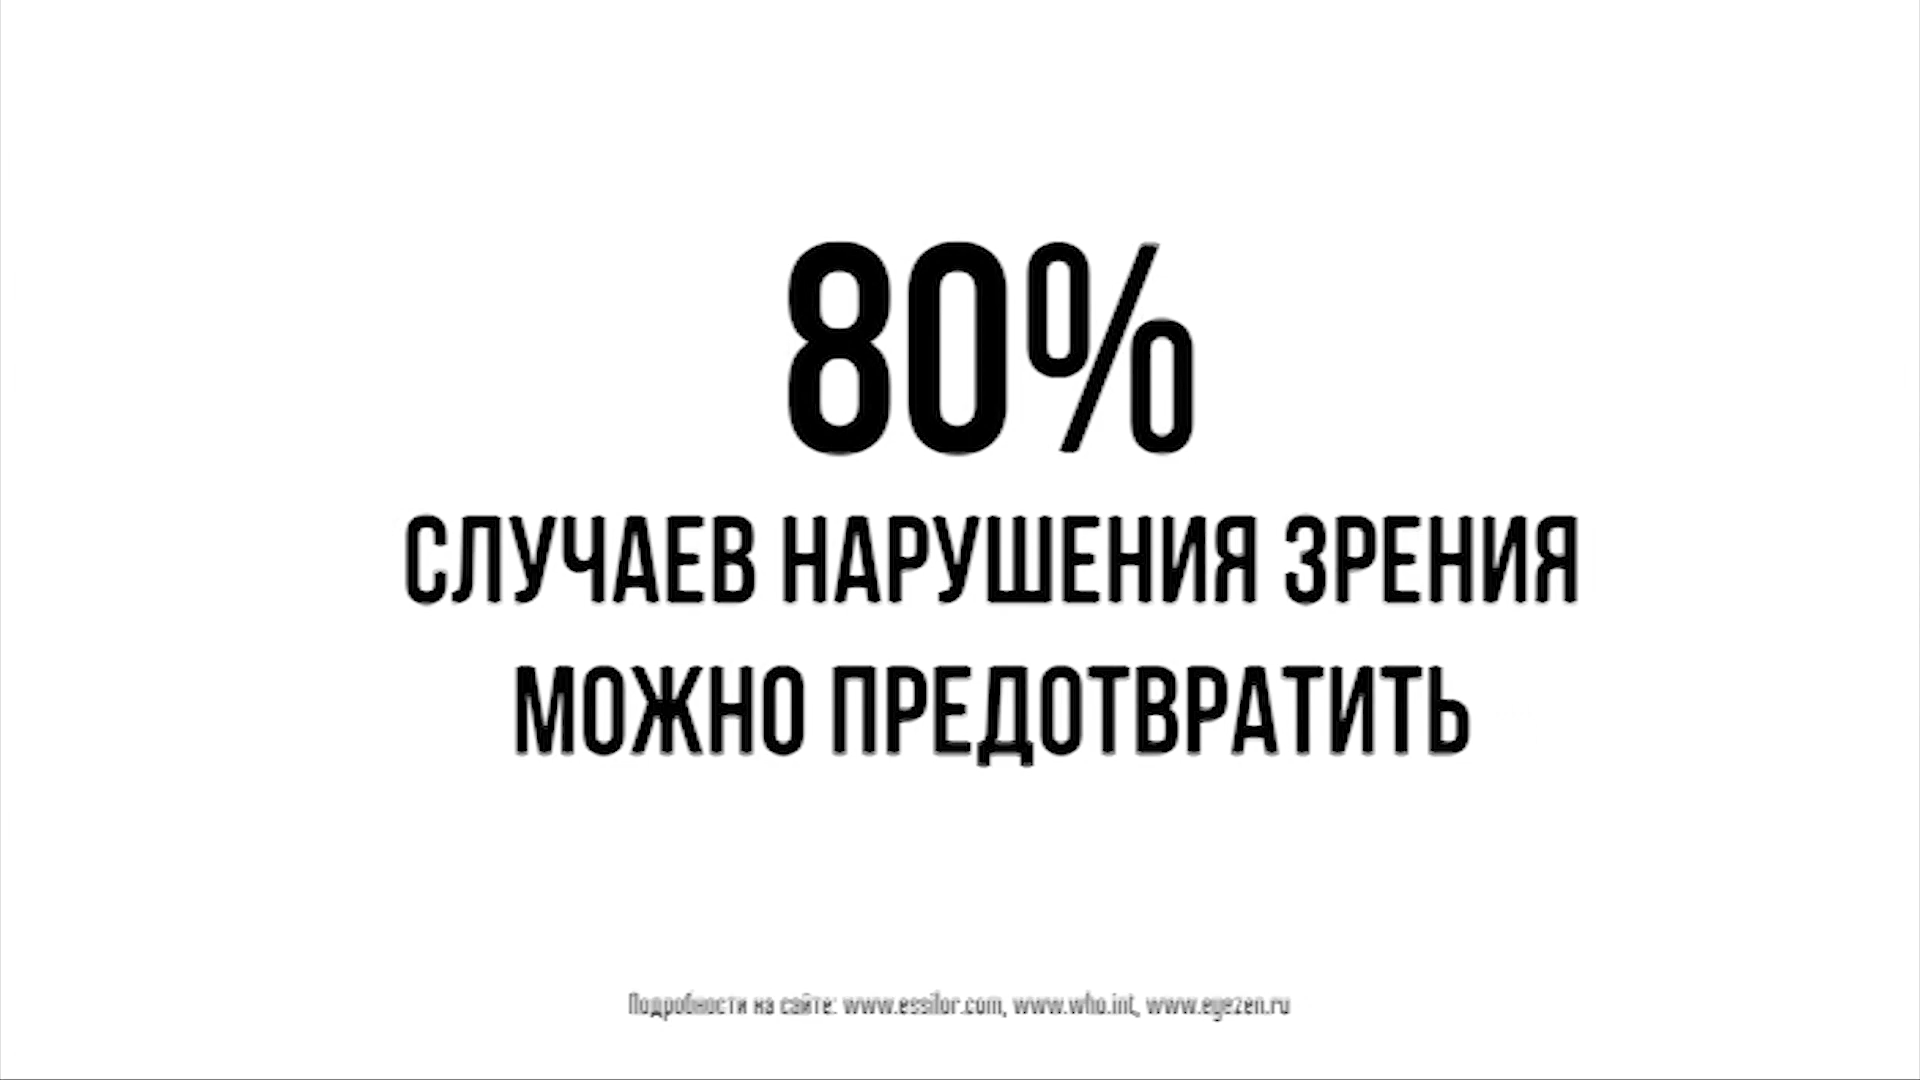 80%
СЛУЧАЕВ НАРУШЕНИЯ ЗРЕНИЯ
МОЖНО ПРЕДОТВРАТИТЬ
Подробности на сайте: www.essilor.com, www.who.int, www.eyezen.ru